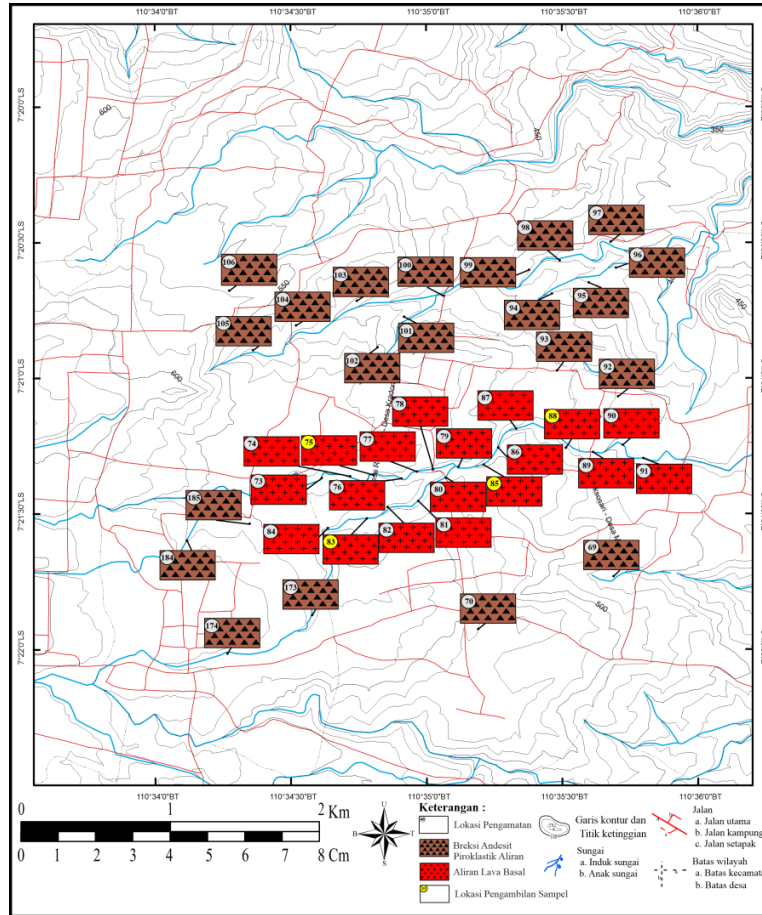 110°34'0"BT 110°34'30"BT 110°35'0"BT 110°35'30"BT 110°36'0"BT
7°20'0"LS
600
450
350
7°20'30"LS
97
98
96
106
103
100
99
550
104
95
94
450
105
101
93
102
92
7°21'0"LS
600
Desa
78
87
88
90
74
75
77
79
86
73
76
80
85
89
91
185
7°21'30"LS
84
83
82
81
184
69
173
70
500
174
7°22'0"LS
110°34'0"BT 110°34'30"BT 110°35'0"BT 110°35'30"BT 110°36'0"BT
0 1 2 Km
0 1 2 3 4 5 6 7 8 Cm
U
B T
S
Keterangan :
Lokasi Pengamatan
Breksi Andesit
Piroklastik Aliran
Aliran Lava Basal
Lokasi Pengambilan Sampel
Garis kontur dan
Titik ketinggian
Sungai
a. Induk sungai
b. Anak sungai
Jalan
a. Jalan utama
b. Jalan kampung
c. Jalan setapak
Batas wilayah
a. Batas kecamat
b. Batas desa